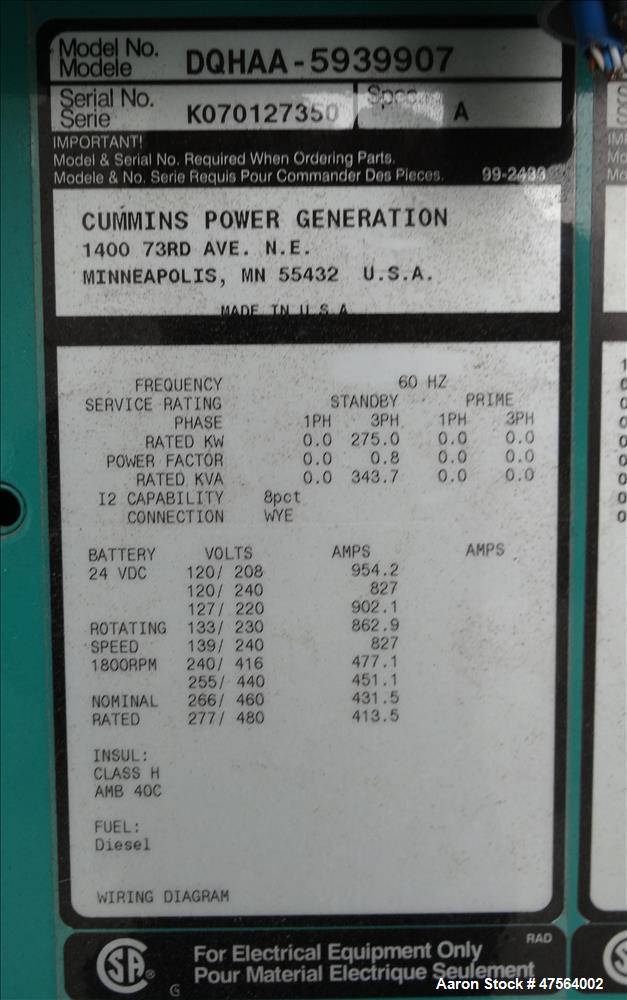 Model No.
Modele
DQHAA-5939907
Serial No.
Serie
K070127350
Spec
A
IMPORTANT!
Model & Serial No. Required When Ordering Parts.
Modele & No. Serie Requis Pour Commander Des Pieces.
99-2433
CUMMINS POWER GENERATION
1400 73RD AVE. N.E.
MINNEAPOLIS, MN 55432 U.S.A.
MADE IN U.S.A.
FREQUENCY 60 HZ
SERVICE RATING STANDBY PRIME
PHASE 1PH 3PH 1PH 3PH
RATED KW 0.0 275.0 0.0 0.0
POWER FACTOR 0.0 0.8 0.0 0.0
RATED KVA 0.0 343.7 0.0 0.0
I2 CAPABILITY 8pct
CONNECTION WYE
BATTERY VOLTS AMPS AMPS
24 VDC 120/ 208 954.2
120/ 240 827
127/ 220 902.1
ROTATING 133/ 230 862.9
SPEED 139/ 240 827
1800RPM 240/ 416 477.1
255/ 440 451.1
NOMINAL 266/ 460 431.5
RATED 277/ 480 413.5
INSUL:
CLASS H
AMB 40C
FUEL:
Diesel
WIRING DIAGRAM
RAD
SA ®
G
For Electrical Equipment Only
Pour Material Electrique Seulement
Aaron Stock # 47564002